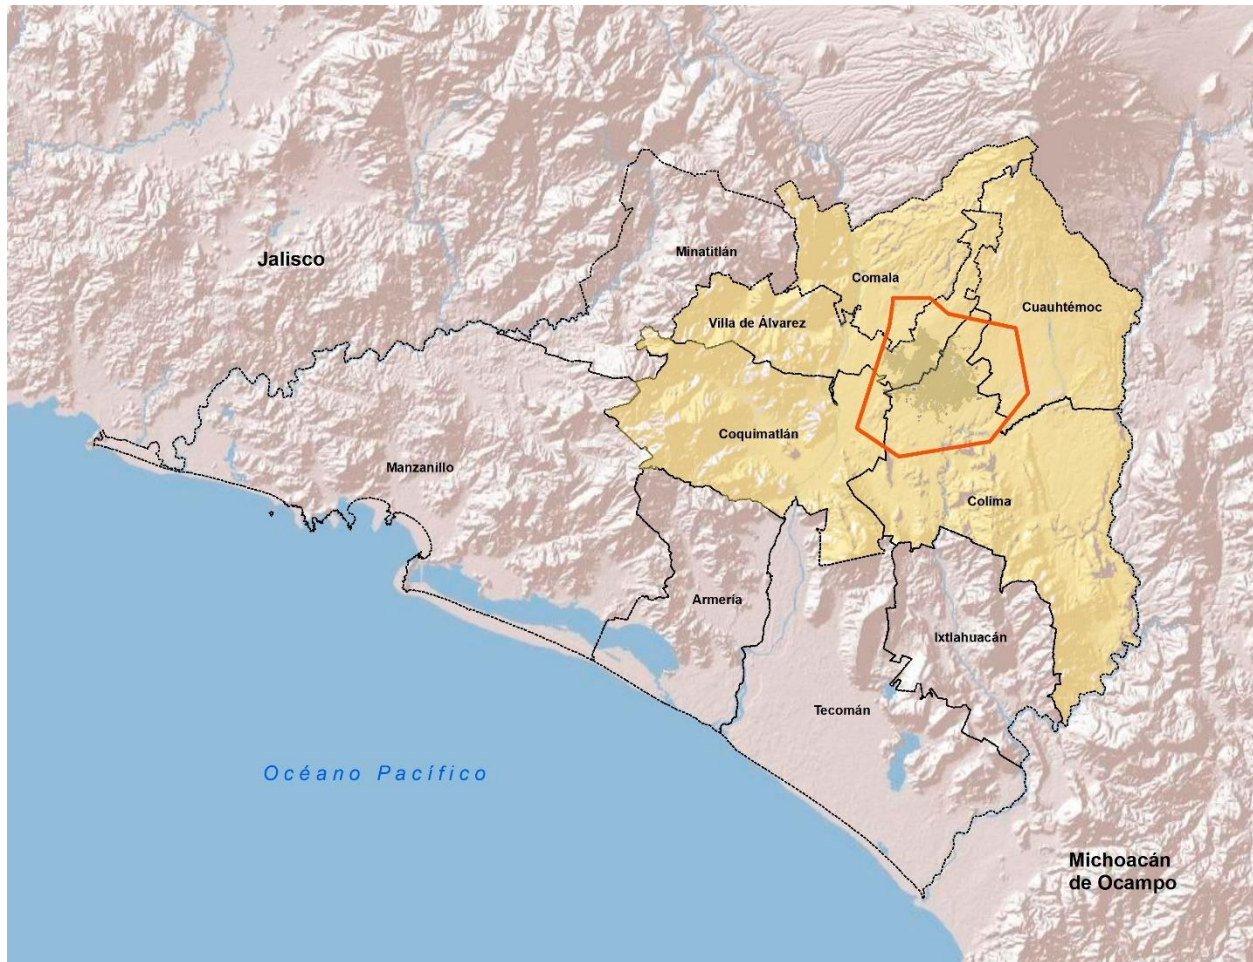 Jalisco
Minatitlán
Comala
Cuauhtémoc
Villa de Álvarez
Coquimatlán
Manzanillo
Colima
Armería
Ixtlahuacán
Tecomán
Océano Pacífico
Michoacán
de Ocampo